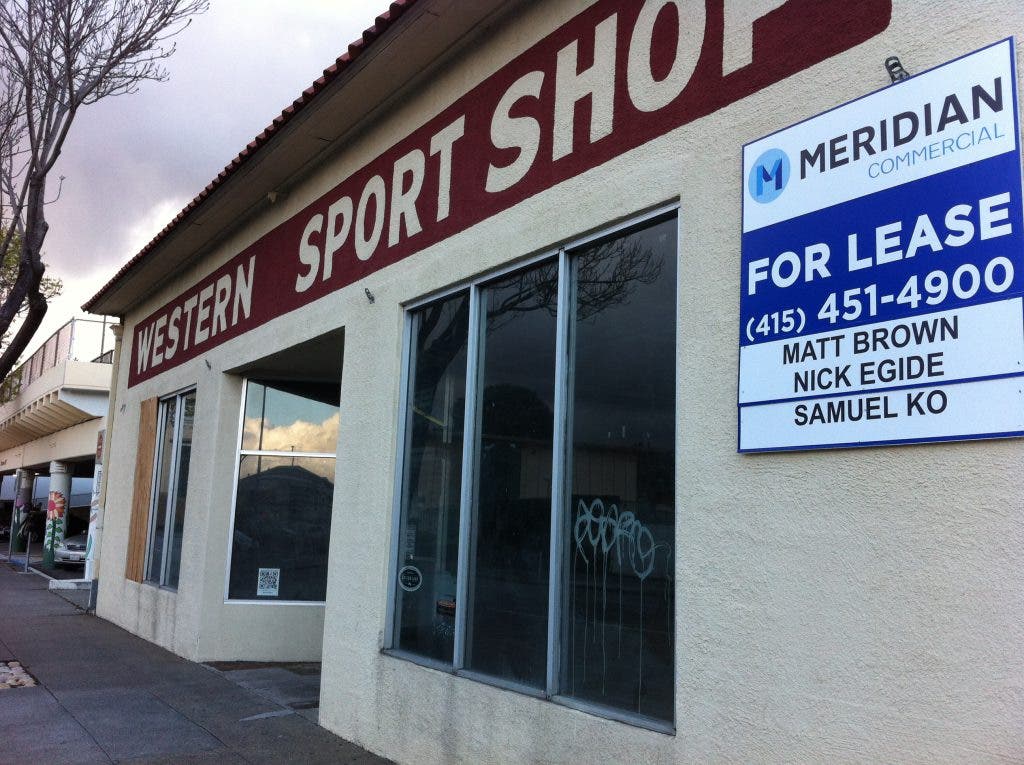 WESTERN SPORT SHOP
M MERIDIAN
COMMERCIAL
FOR LEASE
(415) 451-4900
MATT BROWN
NICK EGIDE
SAMUEL KO